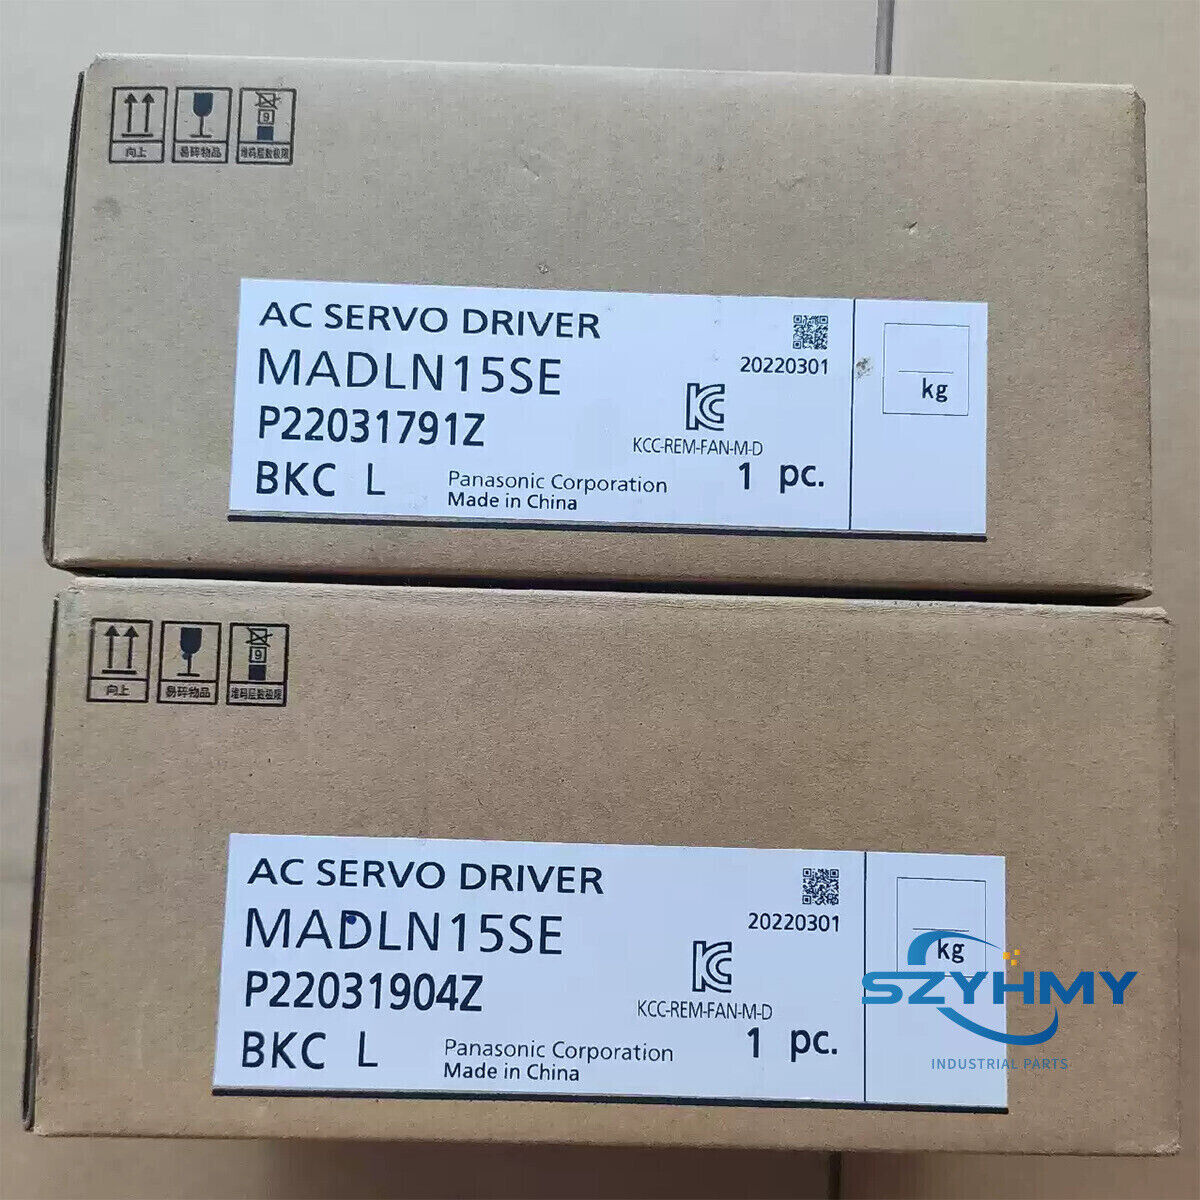 9
向上
易碎物品
堆码层数极限
AC SERVO DRIVER
MADLN15SE
P22031791Z
BKC L
20220301
KCC-REM-FAN-M-D
1 pc.
Panasonic Corporation
Made in China
kg
9
向上
易碎物品
堆码层数极限
AC SERVO DRIVER
MADLN15SE
P22031904Z
BKC L
20220301
KCC-REM-FAN-M-D
1 pc.
Panasonic Corporation
Made in China
kg
SZYHMY
INDUSTRIAL PARTS